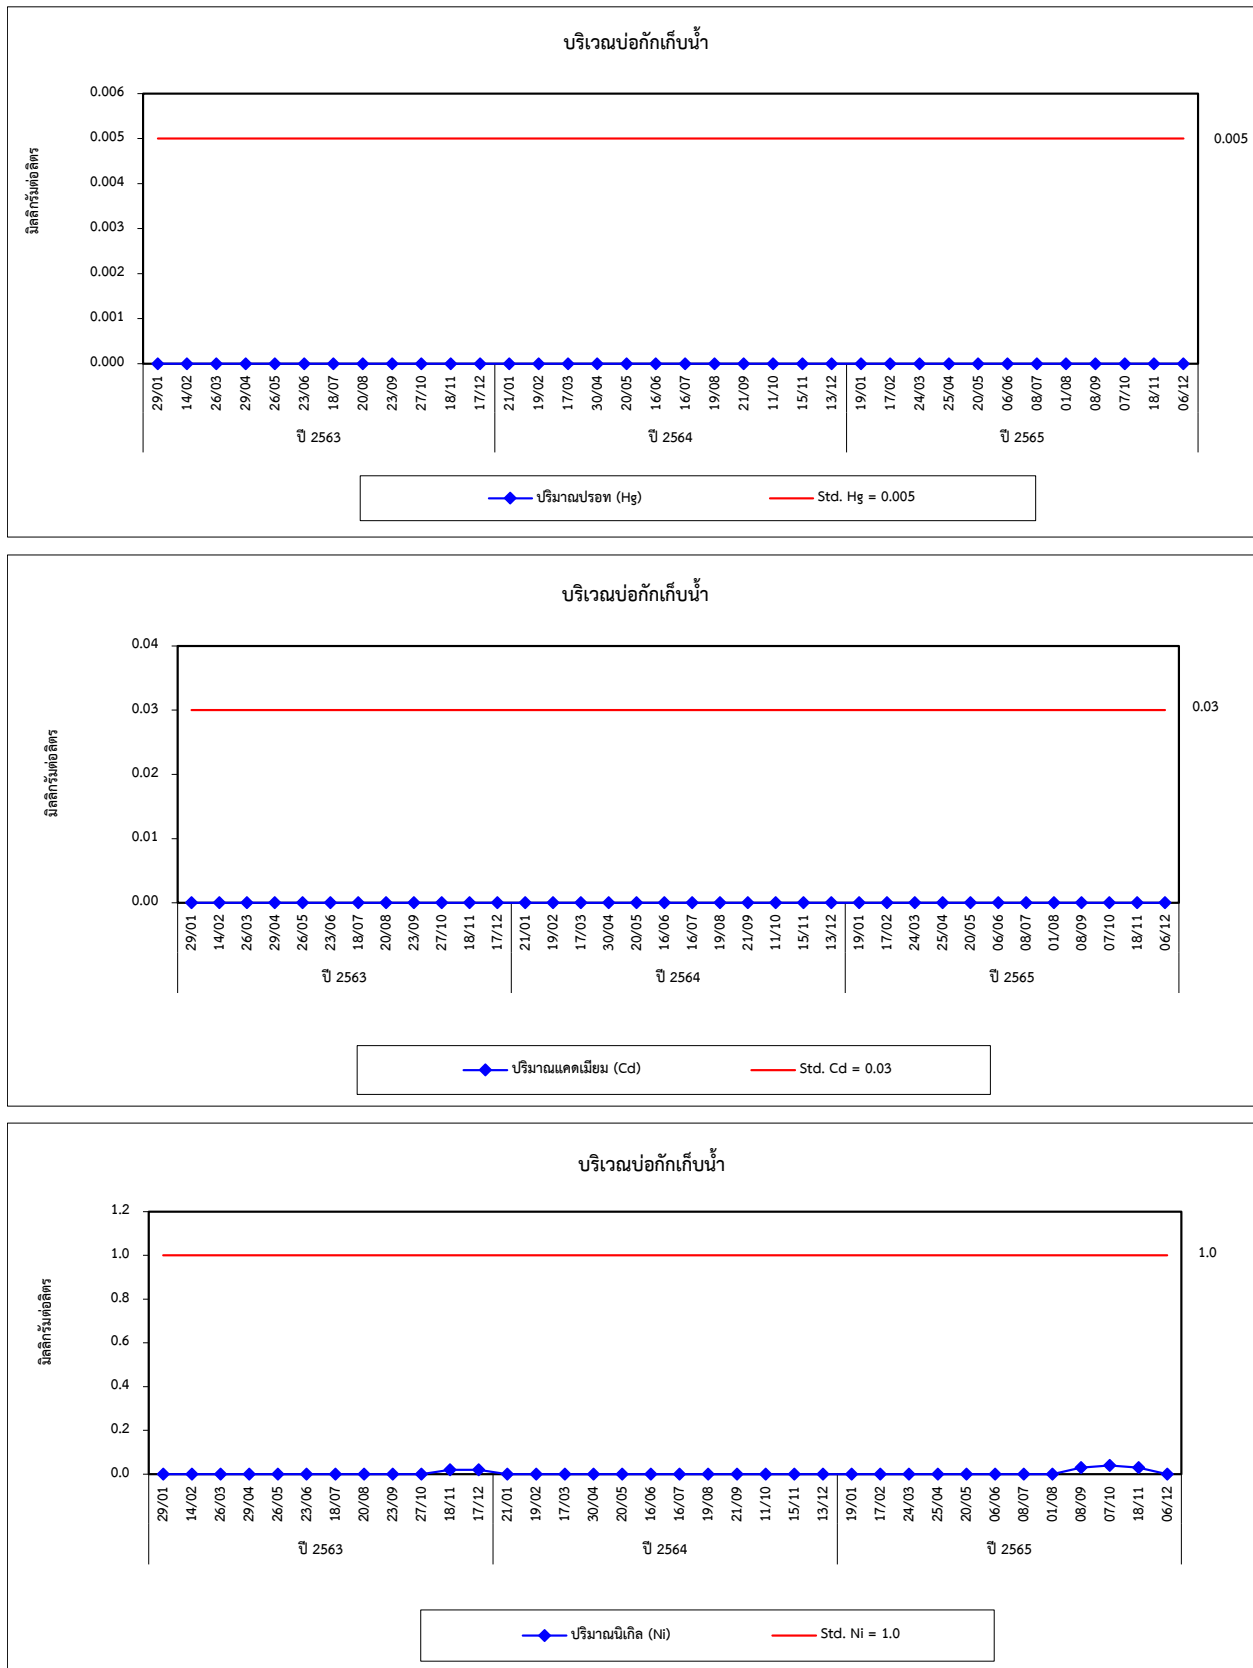 บริเวณบ่อกักเก็บน้ำ
0.006
0.005
0.004
0.003
0.002
0.001
0.000
มิลลิกรัมต่อลิตร
0.005
29/01 14/02 26/03 29/04 26/05 23/06 18/07 20/08 23/09 27/10 18/11 17/12 21/01 19/02 17/03 30/04 20/05 16/06 16/07 19/08 21/09 11/10 15/11 13/12 19/01 17/02 24/03 25/04 20/05 06/06 08/07 01/08 08/09 07/10 18/11 06/12
ปี 2563 ปี 2564 ปี 2565
ปริมาณปรอท (Hg) Std. Hg = 0.005
บริเวณบ่อกักเก็บน้ำ
0.04
0.03
0.02
0.01
0.00
มิลลิกรัมต่อลิตร
0.03
29/01 14/02 26/03 29/04 26/05 23/06 18/07 20/08 23/09 27/10 18/11 17/12 21/01 19/02 17/03 30/04 20/05 16/06 16/07 19/08 21/09 11/10 15/11 13/12 19/01 17/02 24/03 25/04 20/05 06/06 08/07 01/08 08/09 07/10 18/11 06/12
ปี 2563 ปี 2564 ปี 2565
ปริมาณแคดเมียม (Cd) Std. Cd = 0.03
บริเวณบ่อกักเก็บน้ำ
1.2
1.0
0.8
0.6
0.4
0.2
0.0
มิลลิกรัมต่อลิตร
1.0
29/01 14/02 26/03 29/04 26/05 23/06 18/07 20/08 23/09 27/10 18/11 17/12 21/01 19/02 17/03 30/04 20/05 16/06 16/07 19/08 21/09 11/10 15/11 13/12 19/01 17/02 24/03 25/04 20/05 06/06 08/07 01/08 08/09 07/10 18/11 06/12
ปี 2563 ปี 2564 ปี 2565
ปริมาณนิเกิล (Ni) Std. Ni = 1.0